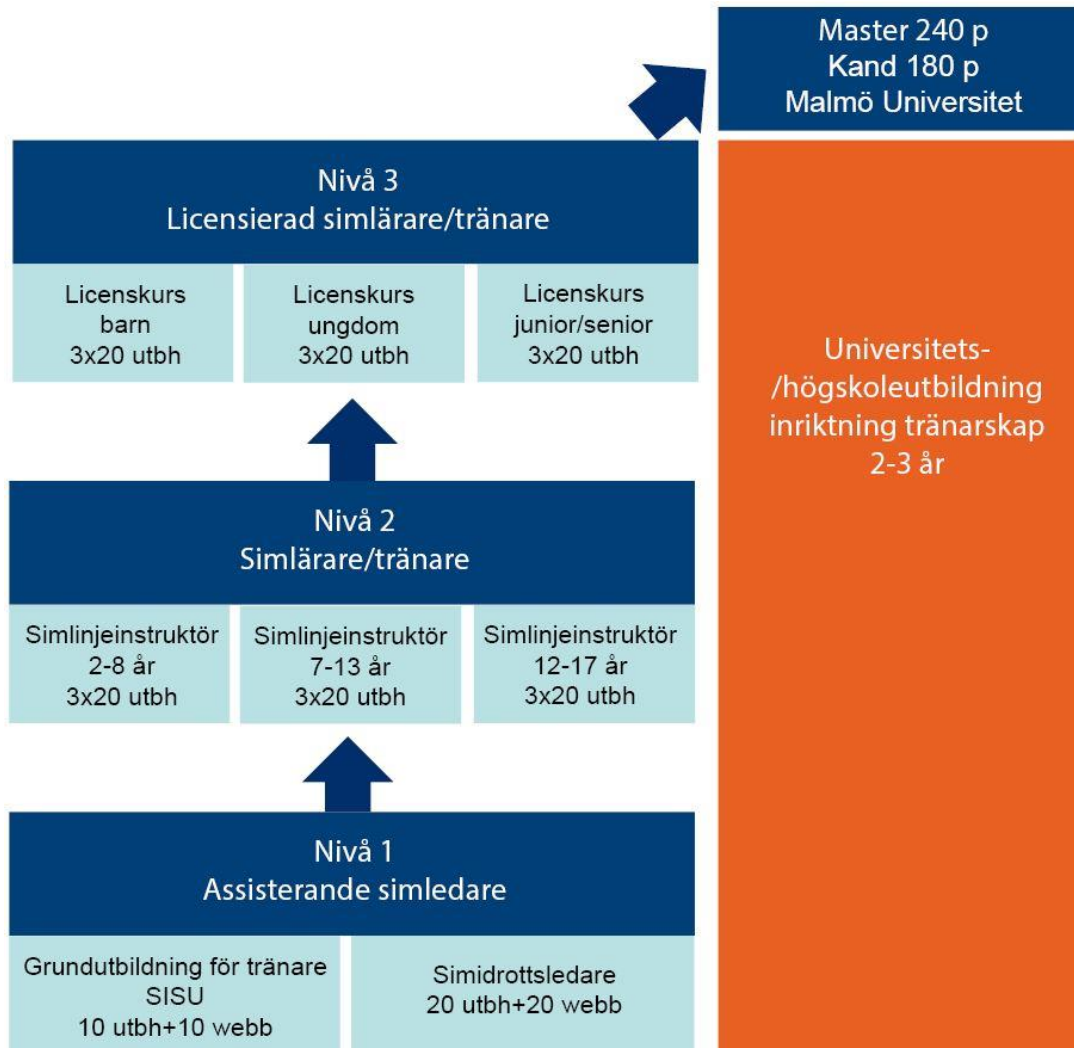 Master 240 p
Kand 180 p
Malmö Universitet
Nivå 3
Licensierad simlärare/tränare
Licenskurs
barn
3x20 utbh
Licenskurs
ungdom
3x20 utbh
Licenskurs
junior/senior
3x20 utbh
Universitets-
/högskoleutbildning
inriktning tränarskap
2-3 år
Nivå 2
Simlärare/tränare
Simlinjeinstruktör
2-8 år
3x20 utbh
Simlinjeinstruktör
7-13 år
3x20 utbh
Simlinjeinstruktör
12-17 år
3x20 utbh
Nivå 1
Assisterande simledare
Grundutbildning för tränare
SISU
10 utbh+10 webb
Simidrottsledare
20 utbh+20 webb